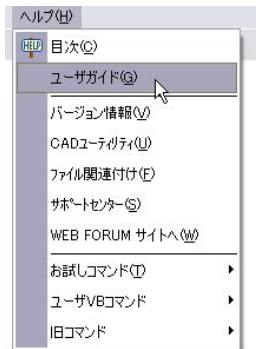 ヘルプ(H)
HELP 目次(C)
ユーザガイド(G)
バージョン情報(V)
CADユーティリティ(U)
ファイル関連付け(F)
サポートセンター(S)
WEB FORUM サイトへ(W)
お試しコマンド(T)
ユーザVBコマンド
旧コマンド